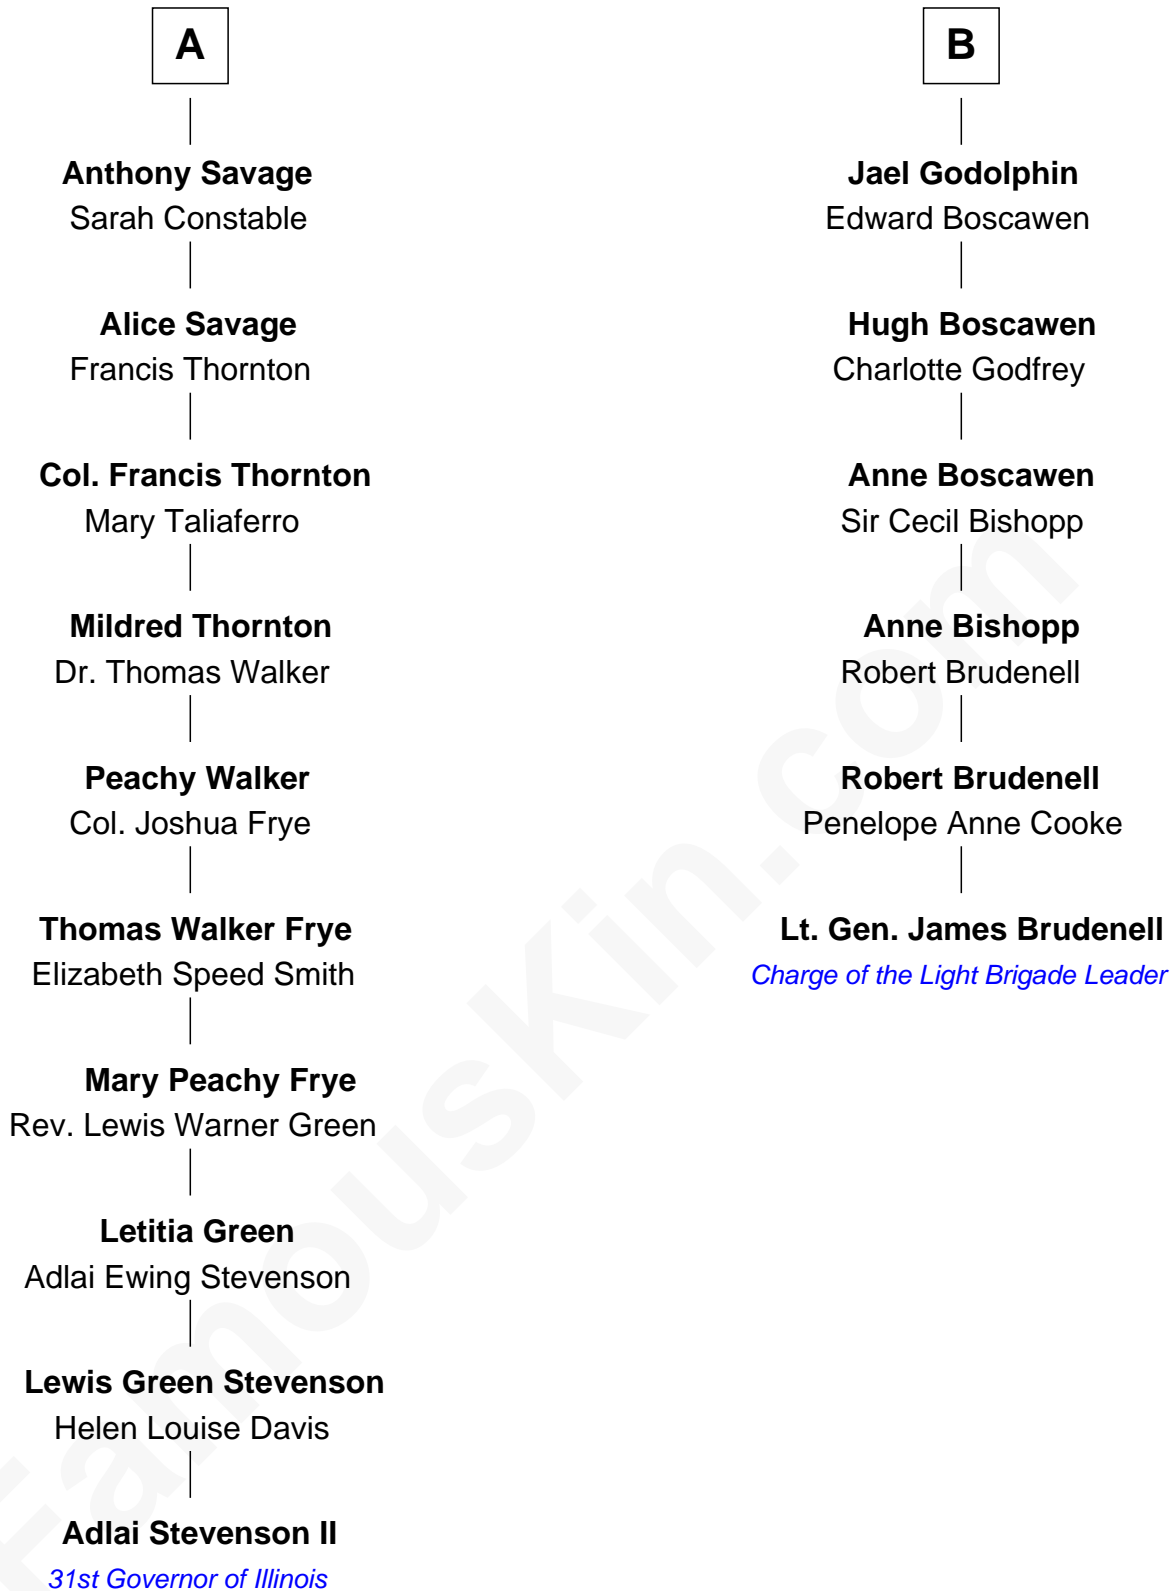 A
Anthony Savage
Sarah Constable
Alice Savage
Francis Thornton
Col. Francis Thornton
Mary Taliaferro
Mildred Thornton
Dr. Thomas Walker
Peachy Walker
Col. Joshua Frye
Thomas Walker Frye
Elizabeth Speed Smith
Mary Peachy Frye
Rev. Lewis Warner Green
Letitia Green
Adlai Ewing Stevenson
Lewis Green Stevenson
Helen Louise Davis
Adlai Stevenson II
31st Governor of Illinois
B
Jael Godolphin
Edward Boscawen
Hugh Boscawen
Charlotte Godfrey
Anne Boscawen
Sir Cecil Bishopp
Anne Bishopp
Robert Brudenell
Robert Brudenell
Penelope Anne Cooke
Lt. Gen. James Brudenell
Charge of the Light Brigade Leader
FamousKin.com